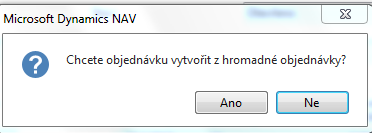 Microsoft Dynamics NAV
Chcete objednávku vytvořit z hromadné objednávky?
Ano Ne